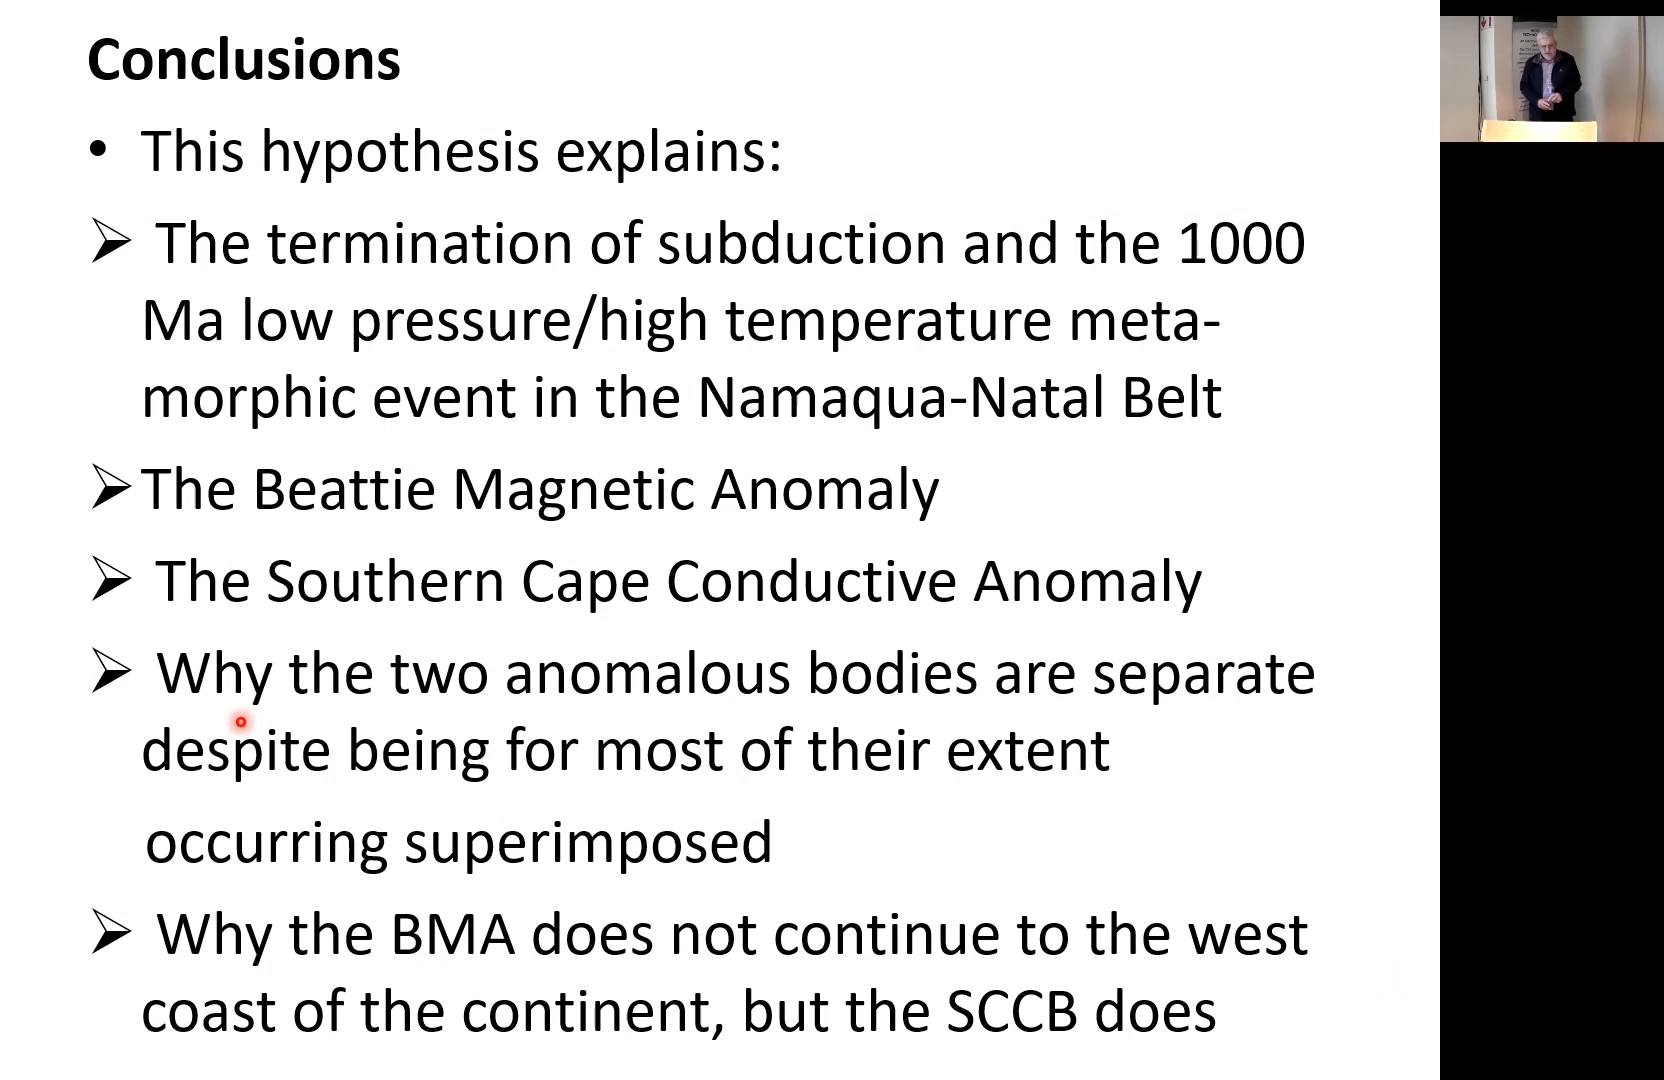 Conclusions
• This hypothesis explains:
➢ The termination of subduction and the 1000
Ma low pressure/high temperature meta-
morphic event in the Namaqua-Natal Belt
➢ The Beattie Magnetic Anomaly
➢ The Southern Cape Conductive Anomaly
➢ Why the two anomalous bodies are separate
despite being for most of their extent
occurring superimposed
➢ Why the BMA does not continue to the west
coast of the continent, but the SCCB does